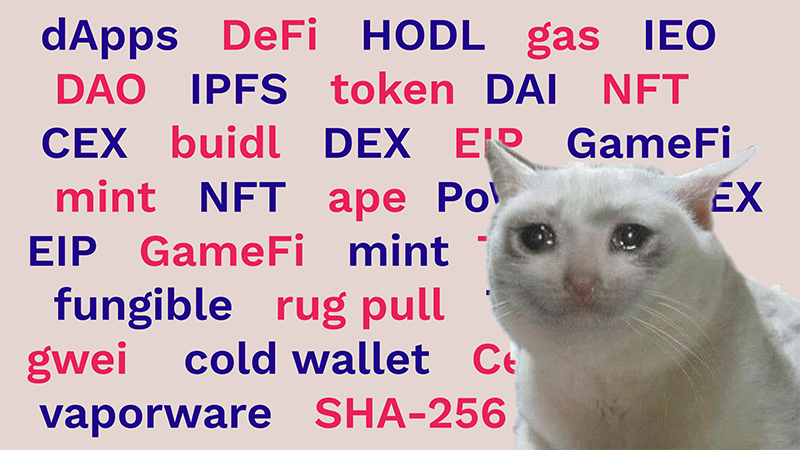 dApps DeFi HODL gas IEO
DAO IPFS token DAI NFT
CEX buidl DEX EIP GameFi
mint NFT ape
EIP GameFi mint
fungible rug pull
gwei cold wallet
vaporware SHA-256